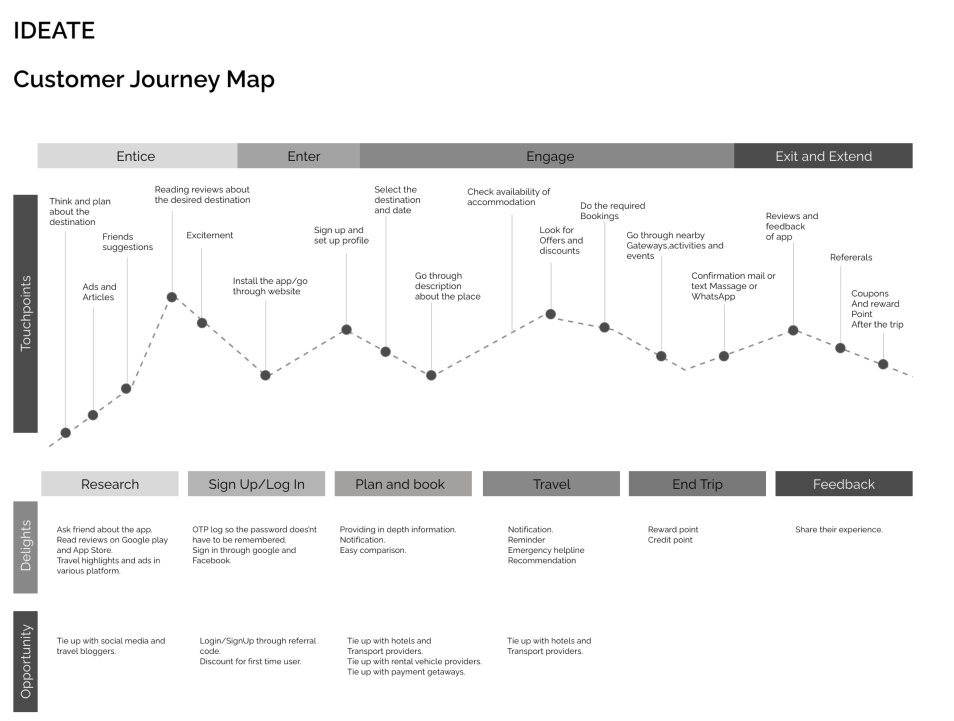 IDEATE
Customer Journey Map
Entice
Enter
Engage
Exit and Extend
Touchpoints
Think and plan
about the
destination
Friends
suggestions
Ads and
Articles
Reading reviews about
the desired destination
Excitement
Install the app/go
through website
Sign up and
set up profile
Select the
destination
and date
Go through
description
about the place
Check availability of
accommodation
Look for
Offers and
discounts
Do the required
Bookings
Go through nearby
Gateways,activities and
events
Confirmation mail or
text Massage or
WhatsApp
Reviews and
feedback
of app
Refererals
Coupons
And reward
Point
After the trip
Research
Sign Up/Log In
Plan and book
Travel
End Trip
Feedback
Delights
Ask friend about the app.
Read reviews on Google play
and App Store.
Travel highlights and ads in
various platform.
OTP log so the password does'nt
have to be remembered.
Sign in through google and
Facebook.
Providing in depth information.
Notification.
Easy comparison.
Notification.
Reminder
Emergency helpline
Recommendation
Reward point
Credit point
Share their experience.
Opportunity
Tie up with social media and
travel bloggers.
Login/SignUp through referral
code.
Discount for first time user.
Tie up with hotels and
Transport providers.
Tie up with rental vehicle providers.
Tie up with payment getaways.
Tie up with hotels and
Transport providers.